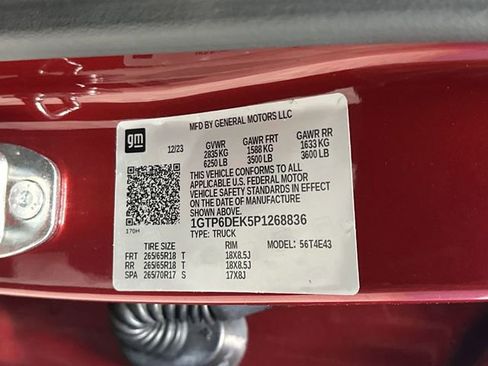 MFD BY GENERAL MOTORS LLC
gm
12/23
GVWR GAWR FRT GAWR RR
2835 KG 1588 KG 1633 KG
6250 LB 3500 LB 3600 LB
THIS VEHICLE CONFORMS TO ALL
APPLICABLE U.S. FEDERAL MOTOR
VEHICLE SAFETY STANDARDS IN EFFECT
ON THE DATE OF MANUFACTURE
SHOWN ABOVE.
1GTP6DEK5P1268836
170H
TYPE: TRUCK
TIRE SIZE RIM MODEL: 56T4E43
FRT 265/65R18 T 18X8.5J
RR 265/65R18 T 18X8.5J
SPA 265/70R17 S 17X8J